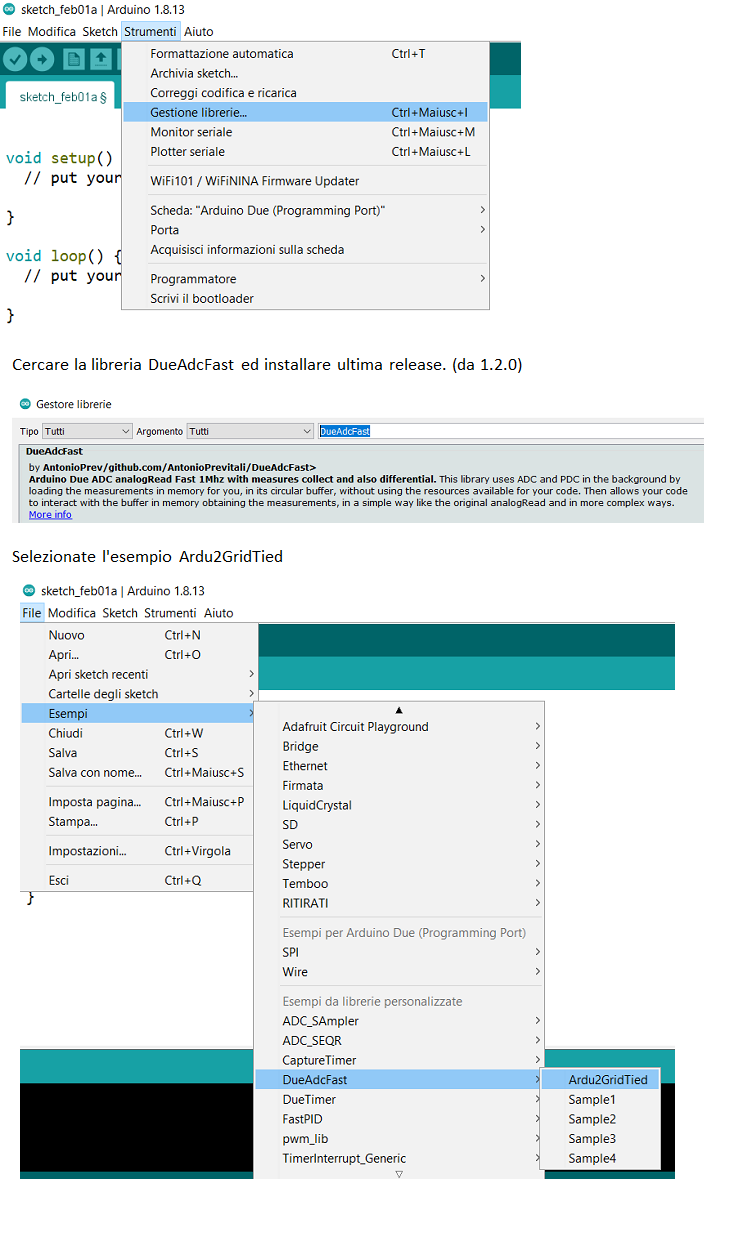 sketch_feb01a | Arduino 1.8.13
File Modifica Sketch Strumenti Aiuto
sketch_feb01a §
Formattazione automatica Ctrl+T
Archivia sketch...
Correggi codifica e ricarica
Gestione librerie... Ctrl+Maiusc+I
Monitor seriale Ctrl+Maiusc+M
Plotter seriale Ctrl+Maiusc+L
WiFi101 / WiFiNINA Firmware Updater
Scheda: "Arduino Due (Programming Port)"
Porta
Acquisisci informazioni sulla scheda
Programmatore
Scrivi il bootloader
void setup()
// put your
}
void loop() {
// put your
}
Cercare la libreria DueAdcFast ed installare ultima release. (da 1.2.0)
Gestore librerie
Tipo Tutti Argomento Tutti DueAdcFast
DueAdcFast
by AntonioPrev/github.com/AntonioPrevitali/DueAdcFast>
Arduino Due ADC analogRead Fast 1Mhz with measures collect and also differential. This library uses ADC and PDC in the background by
loading the measurements in memory for you, in its circular buffer, without using the resources available for your code. Then allows your code
to interact with the buffer in memory obtaining the measurements, in a simple way like the original analogRead and in more complex ways.
More info
Selezionate l'esempio Ardu2GridTied
sketch_feb01a | Arduino 1.8.13
File Modifica Sketch Strumenti Aiuto
Nuovo Ctrl+N
Apri... Ctrl+O
Apri sketch recenti
Cartelle degli sketch
Esempi
Chiudi Ctrl+W
Salva Ctrl+S
Salva con nome... Ctrl+Maiusc+S
Imposta pagina... Ctrl+Maiusc+P
Stampa... Ctrl+P
Impostazioni... Ctrl+Virgola
Esci Ctrl+Q
}
Adafruit Circuit Playground
Bridge
Ethernet
Firmata
LiquidCrystal
SD
Servo
Stepper
Temboo
RITIRATI
Esempi per Arduino Due (Programming Port)
SPI
Wire
Esempi da librerie personalizzate
ADC_SAmpler
ADC_SEQR
CaptureTimer
DueAdcFast
DueTimer
FastPID
pwm_lib
TimerInterrupt_Generic
Ardu2GridTied
Sample1
Sample2
Sample3
Sample4